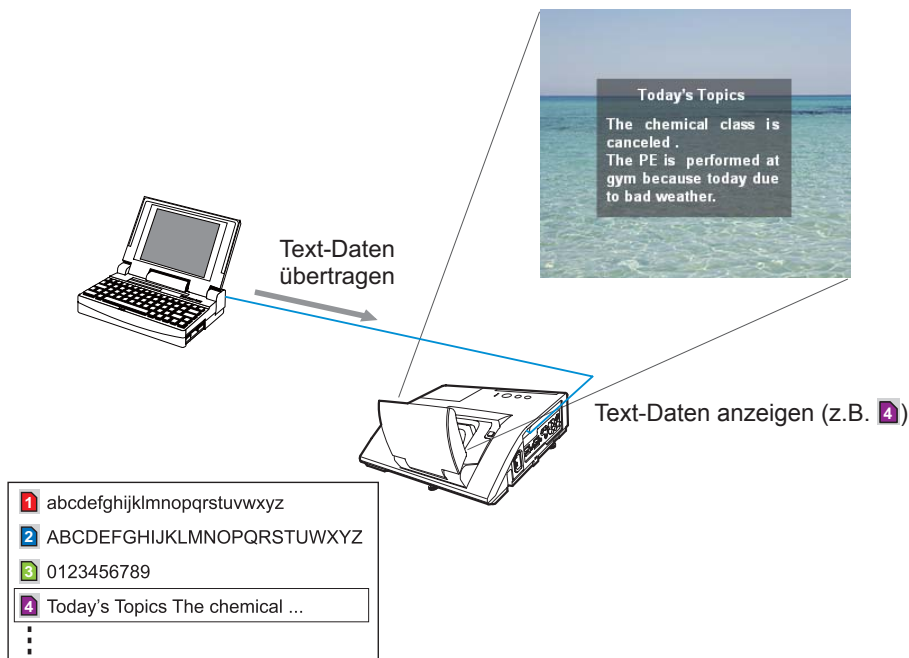 Today's Topics
The chemical class is
canceled .
The PE is performed at
gym because today due
to bad weather.
Text-Daten
übertragen
Text-Daten anzeigen (z.B. 4)
1 abcdefghijklmnopqrstuvwxyz
2 ABCDEFGHIJKLMNOPQRSTUWXYZ
3 0123456789
4 Today's Topics The chemical ...